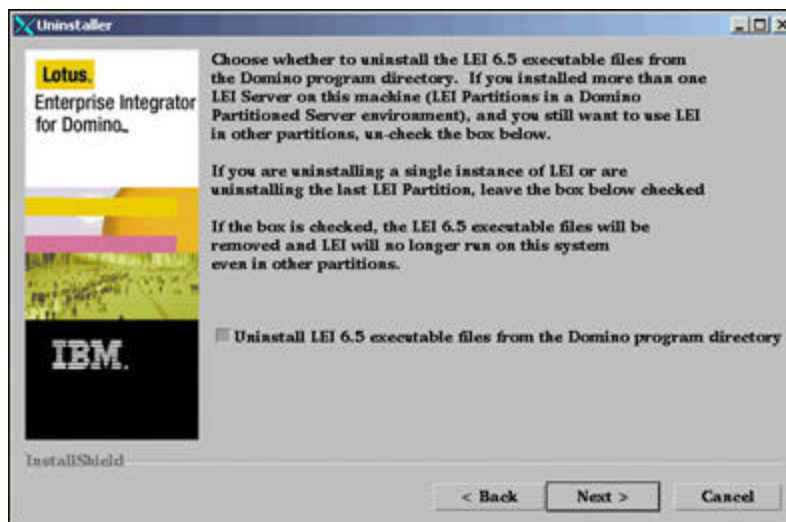 Uninstaller
Lotus.
Enterprise Integrator
for Domino™
Choose whether to uninstall the LEI 6.5 executable files from
the Domino program directory. If you installed more than one
LEI Server on this machine (LEI Partitions in a Domino
Partitioned Server environment), and you still want to use LEI
in other partitions, un-check the box below.
If you are uninstalling a single instance of LEI or are
uninstalling the last LEI Partition, leave the box below checked
If the box is checked, the LEI 6.5 executable files will be
removed and LEI will no longer run on this system
even in other partitions.
Uninstall LEI 6.5 executable files from the Domino program directory
IBM.
InstallShield
< Back
Next >
Cancel